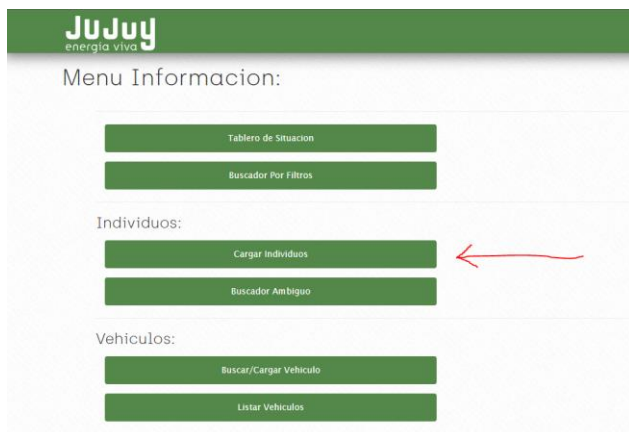 JuJuy
energía viva
Menu Informacion:
Tablero de Situacion
Buscador Por Filtros
Individuos:
Cargar Individuos
Buscador Ambiguo
Vehiculos:
Buscar/Cargar Vehiculo
Listar Vehiculos